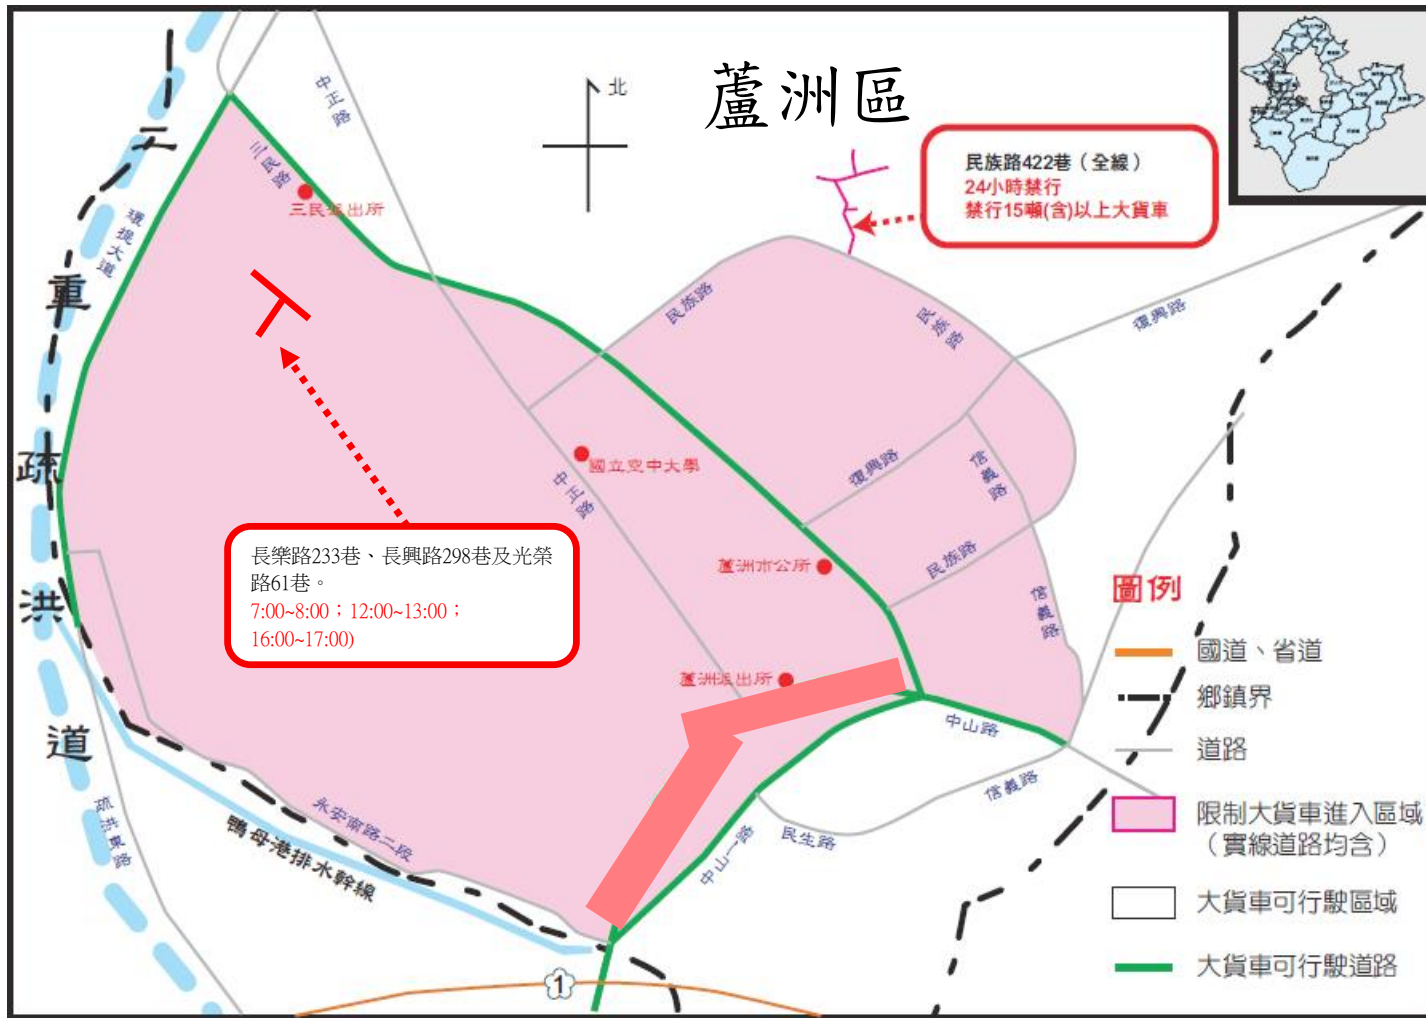 蘆洲區
北
民族路422巷（全線）
24小時禁行
禁行15噸(含)以上大貨車
中正路
三民路
三民派出所
環堤大道
二
重
疏
洪
道
民族路
民族路
復興路
國立空中大學
中正路
復興路
信義路
長樂路233巷、長興路298巷及光榮
路61巷。
7:00~8:00；12:00~13:00；
16:00~17:00)
蘆洲市公所
民族路
信義路
蘆洲派出所
中山路
信義路
民生路
中山一路
永安南路二段
鴨母港排水幹線
疏洪東路
1
圖例
國道、省道
鄉鎮界
道路
限制大貨車進入區域
（實線道路均含）
大貨車可行駛區域
大貨車可行駛道路